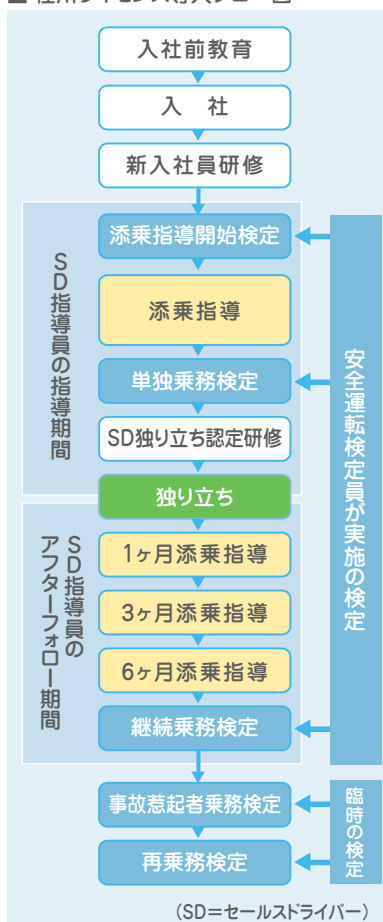 入社前教育
入　社
新入社員研修
SD指導員の指導期間
添乗指導開始検定
添乗指導
単独乗務検定
SD独り立ち認定研修
独り立ち
SD指導員の
アフターフォロー期間
1ヶ月添乗指導
3ヶ月添乗指導
6ヶ月添乗指導
継続乗務検定
安全運転検定員が実施の検定
事故惹起者乗務検定
再乗務検定
臨時の検定
(SD=セールスドライバー)